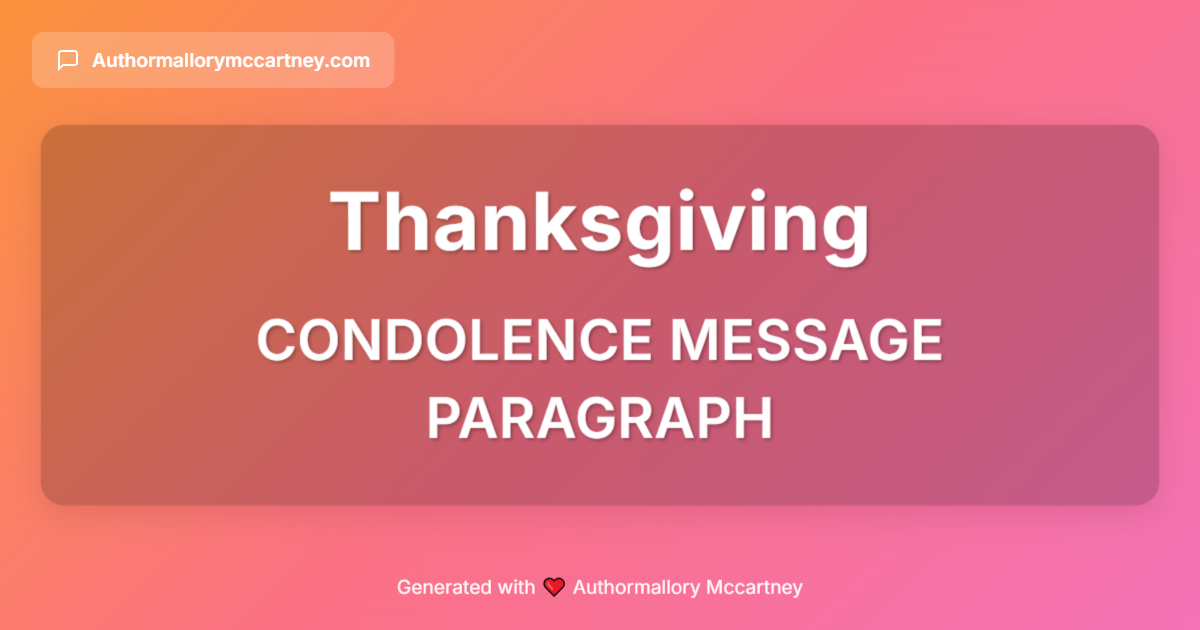 Authormallorymccartney.com
Thanksgiving
CONDOLENCE MESSAGE
PARAGRAPH
Generated with ❤️ Authormallory Mccartney